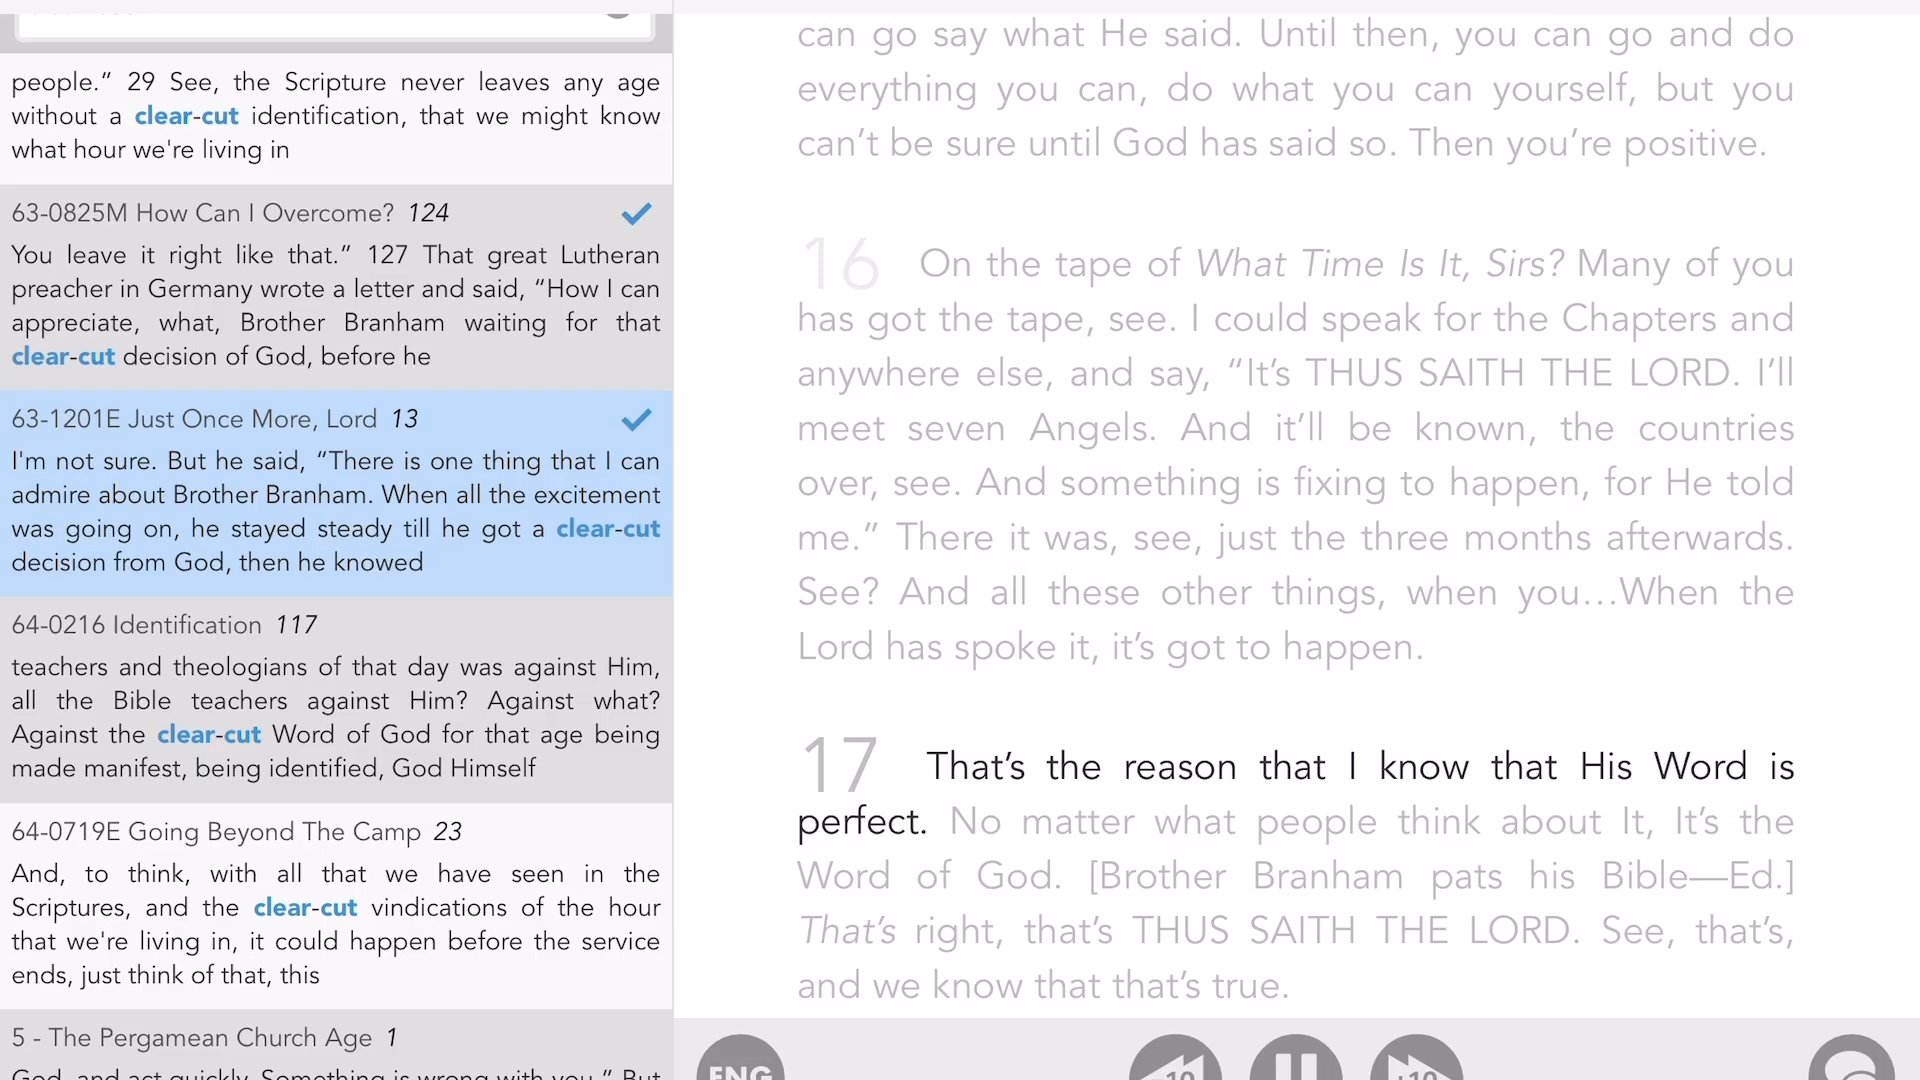 people.” 29 See, the Scripture never leaves any age
without a clear-cut identification, that we might know
what hour we're living in
63-0825M How Can I Overcome? 124
You leave it right like that.” 127 That great Lutheran
preacher in Germany wrote a letter and said, “How I can
appreciate, what, Brother Branham waiting for that
clear-cut decision of God, before he
63-1201E Just Once More, Lord 13
I'm not sure. But he said, “There is one thing that I can
admire about Brother Branham. When all the excitement
was going on, he stayed steady till he got a clear-cut
decision from God, then he knowed
64-0216 Identification 117
teachers and theologians of that day was against Him,
all the Bible teachers against Him? Against what?
Against the clear-cut Word of God for that age being
made manifest, being identified, God Himself
64-0719E Going Beyond The Camp 23
And, to think, with all that we have seen in the
Scriptures, and the clear-cut vindications of the hour
that we're living in, it could happen before the service
ends, just think of that, this
5 - The Pergamean Church Age 1
God, and act quickly. Something is wrong with you.” But
can go say what He said. Until then, you can go and do
everything you can, do what you can yourself, but you
can’t be sure until God has said so. Then you’re positive.
16 On the tape of What Time Is It, Sirs? Many of you
has got the tape, see. I could speak for the Chapters and
anywhere else, and say, “It’s THUS SAITH THE LORD. I’ll
meet seven Angels. And it’ll be known, the countries
over, see. And something is fixing to happen, for He told
me.” There it was, see, just the three months afterwards.
See? And all these other things, when you…When the
Lord has spoke it, it’s got to happen.
17 That’s the reason that I know that His Word is
perfect. No matter what people think about It, It’s the
Word of God. [Brother Branham pats his Bible—Ed.]
That’s right, that’s THUS SAITH THE LORD. See, that’s,
and we know that that’s true.
ENG
-10
+10